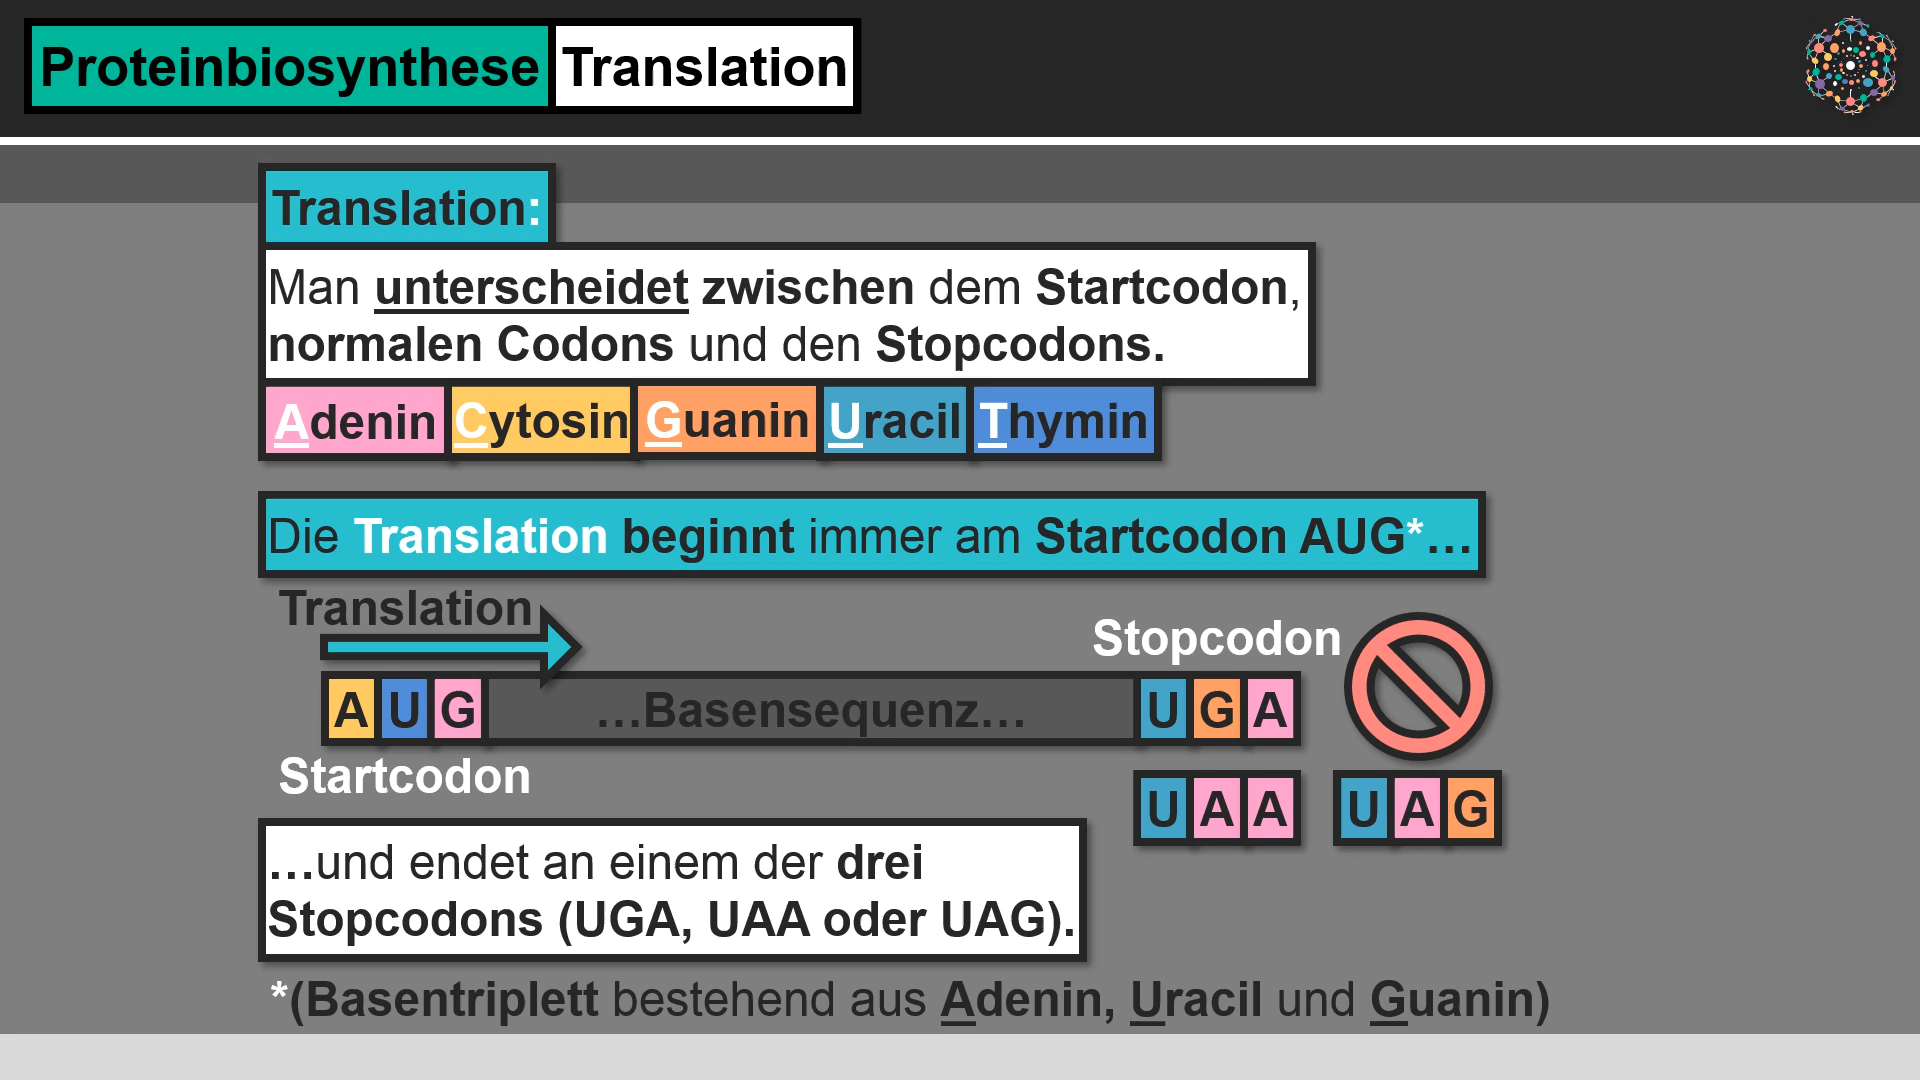 Proteinbiosynthese Translation
Translation:
Man unterscheidet zwischen dem Startcodon,
normalen Codons und den Stopcodons.
Adenin Cytosin Guanin Uracil Thymin
Die Translation beginnt immer am Startcodon AUG*…
Translation
Stopcodon
A U G …Basensequenz… U G A
Startcodon
U A A U A G
…und endet an einem der drei
Stopcodons (UGA, UAA oder UAG).
*(Basentriplett bestehend aus Adenin, Uracil und Guanin)